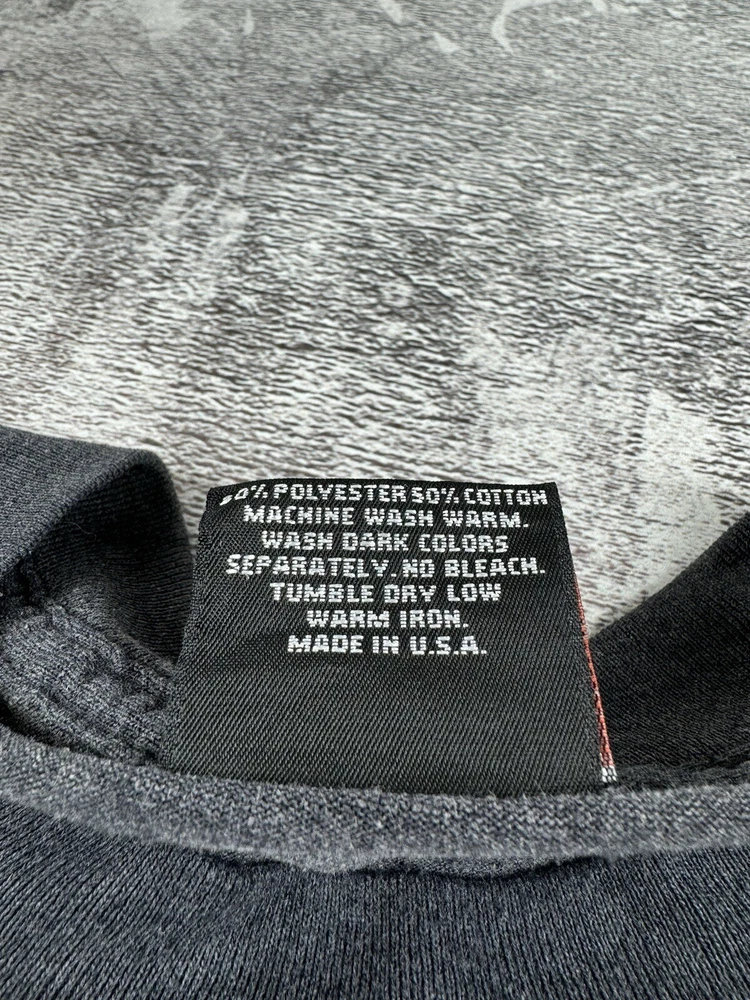 50% POLYESTER 50% COTTON
MACHINE WASH WARM.
WASH DARK COLORS
SEPARATELY. NO BLEACH.
TUMBLE DRY LOW
WARM IRON.
MADE IN U.S.A.